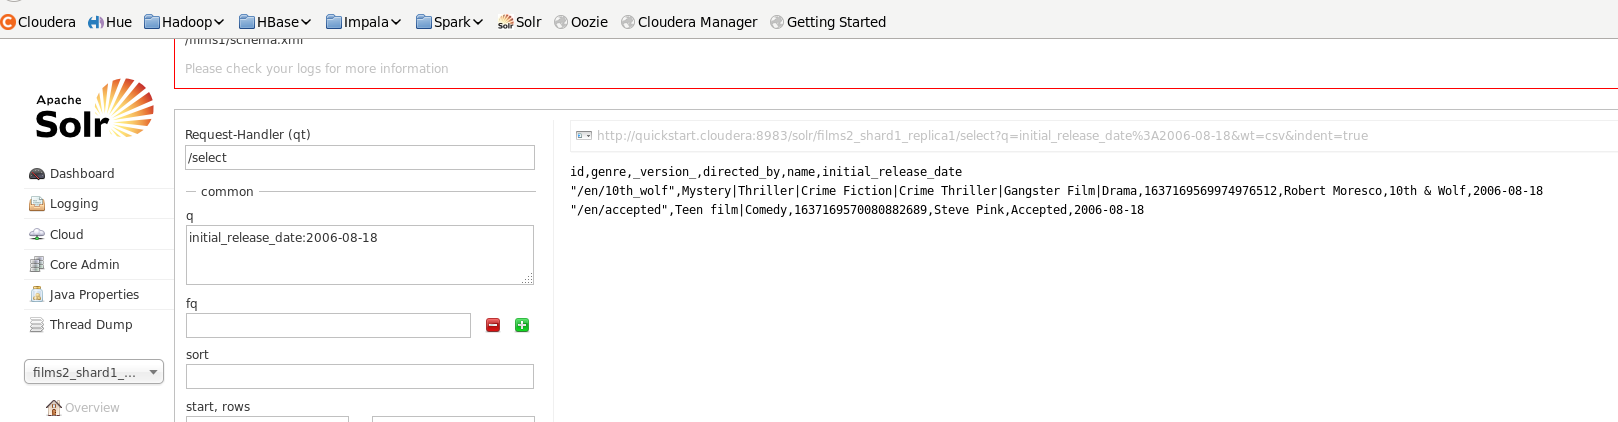 Cloudera Hue Hadoop HBase Impala Spark Solr Oozie Cloudera Manager Getting Started
/films1/schema.xml
Please check your logs for more information
Apache
Solr
Dashboard
Logging
Cloud
Core Admin
Java Properties
Thread Dump
films2_shard1_...
Overview
Request-Handler (qt)
/select
common
q
initial_release_date:2006-08-18
fq
sort
start, rows
http://quickstart.cloudera:8983/solr/films2_shard1_replica1/select?q=initial_release_date%3A2006-08-18&wt=csv&indent=true
id,genre,_version_,directed_by,name,initial_release_date
"/en/10th_wolf",Mystery|Thriller|Crime Fiction|Crime Thriller|Gangster Film|Drama,1637169569974976512,Robert Moresco,10th & Wolf,2006-08-18
"/en/accepted",Teen film|Comedy,1637169570080882689,Steve Pink,Accepted,2006-08-18